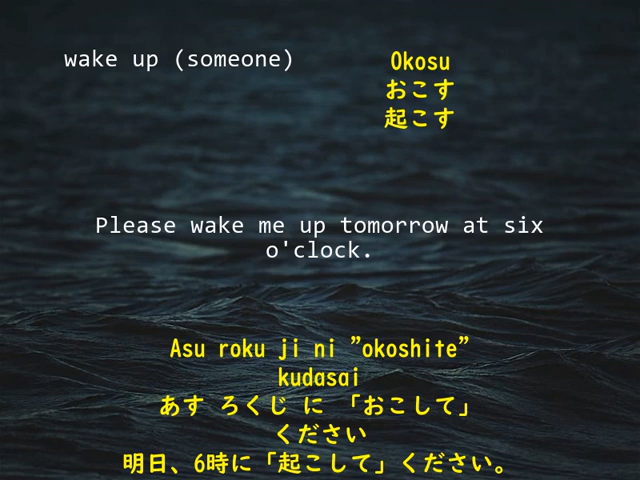 wake up (someone)
Okosu
おこす
起こす
Please wake me up tomorrow at six
o'clock.
Asu roku ji ni ”okoshite”
kudasai
あす ろくじ に 「おこして」
ください
明日、6時に「起こして」ください。